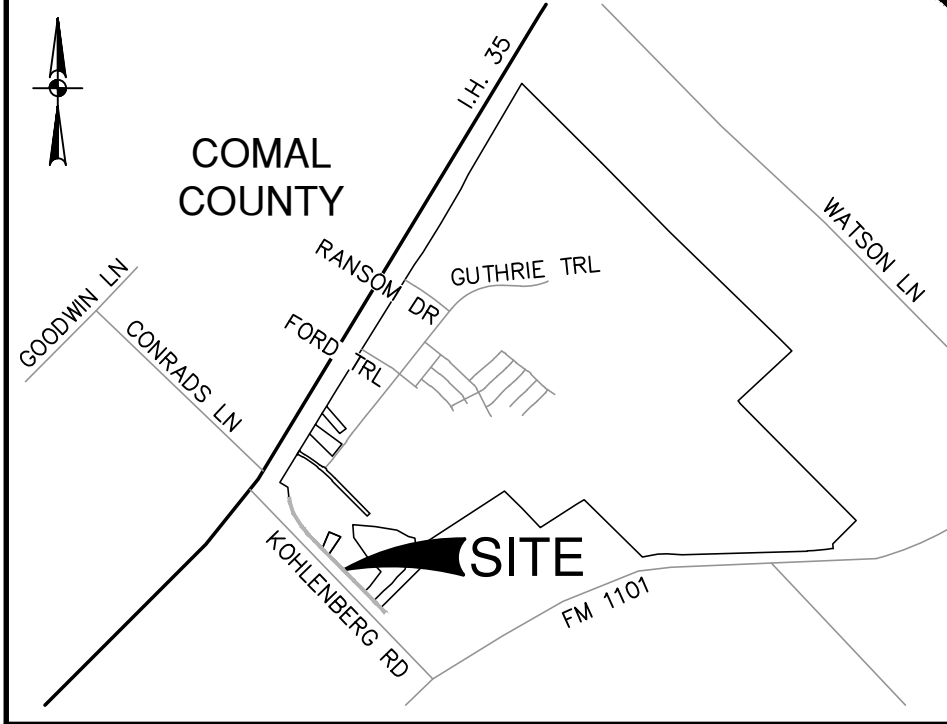 I.H. 35
COMAL
COUNTY
WATSON LN
RANSOM DR
GUTHRIE TRL
GOODWIN LN
FORD TRL
CONRADS LN
SITE
KOHLENBERG RD
FM 1101